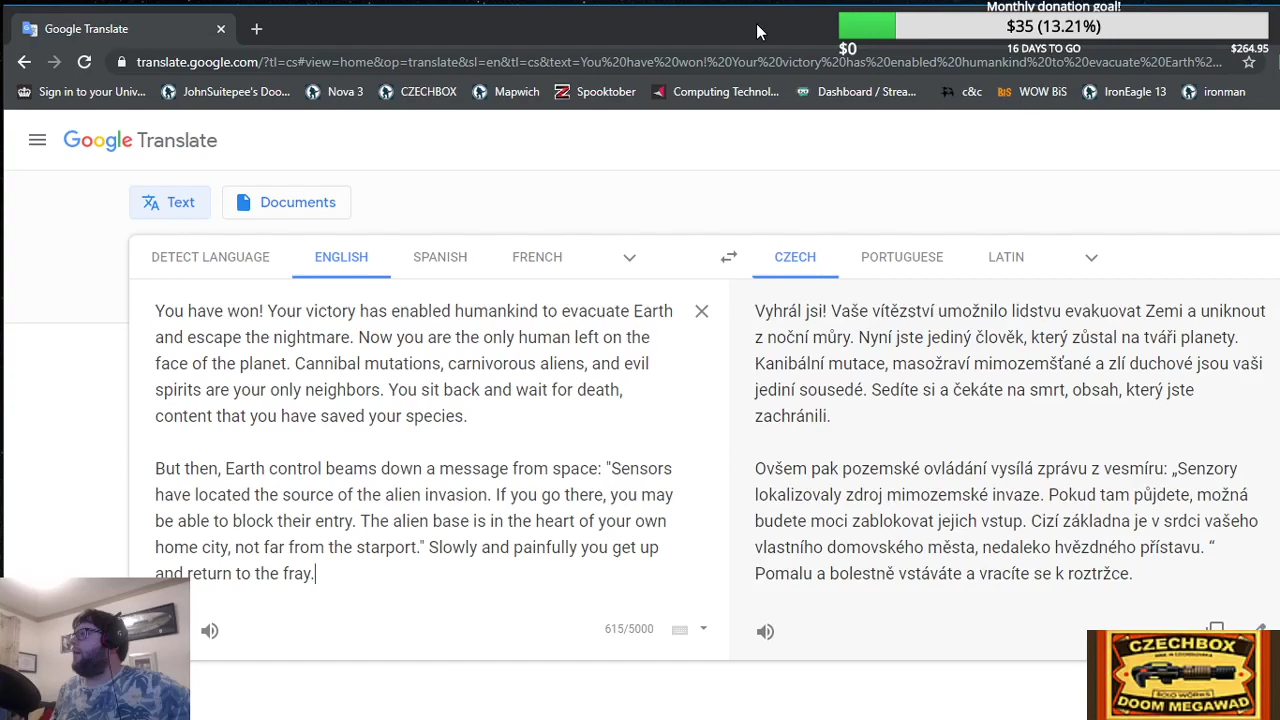 Monthly donation goal!
Google Translate
$35 (13.21%)
$0
16 DAYS TO GO
$264.95
translate.google.com/?tl=cs#view=home&op=translate&sl=en&tl=cs&text=You%20have%20won!%20Your%20victory%20has%20enabled%20humankind%20to%20evacuate%20Earth%2...
Sign in to your Univ...
JohnSuitepee's Doo...
Nova 3
CZECHBOX
Mapwich
Spooktober
Computing Technol...
Dashboard / Strea...
c&c
BiS
WOW BiS
IronEagle 13
ironman
Google Translate
Text
Documents
DETECT LANGUAGE
ENGLISH
SPANISH
FRENCH
CZECH
PORTUGUESE
LATIN
You have won! Your victory has enabled humankind to evacuate Earth
and escape the nightmare. Now you are the only human left on the
face of the planet. Cannibal mutations, carnivorous aliens, and evil
spirits are your only neighbors. You sit back and wait for death,
content that you have saved your species.
But then, Earth control beams down a message from space: "Sensors
have located the source of the alien invasion. If you go there, you may
be able to block their entry. The alien base is in the heart of your own
home city, not far from the starport." Slowly and painfully you get up
and return to the fray.
615/5000
Vyhrál jsi! Vaše vítězství umožnilo lidstvu evakuovat Zemi a uniknout
z noční můry. Nyní jste jediný člověk, který zůstal na tváři planety.
Kanibální mutace, masožraví mimozemšťané a zlí duchové jsou vaši
jediní sousedé. Sedíte si a čekáte na smrt, obsah, který jste
zachránili.
Ovšem pak pozemské ovládání vysílá zprávu z vesmíru: „Senzory
lokalizovaly zdroj mimozemské invaze. Pokud tam půjdete, možná
budete moci zablokovat jejich vstup. Cizí základna je v srdci vašeho
vlastního domovského města, nedaleko hvězdného přístavu. “
Pomalu a bolestně vstáváte a vracíte se k roztržce.
CZECHBOX
DOOM MEGAWAD